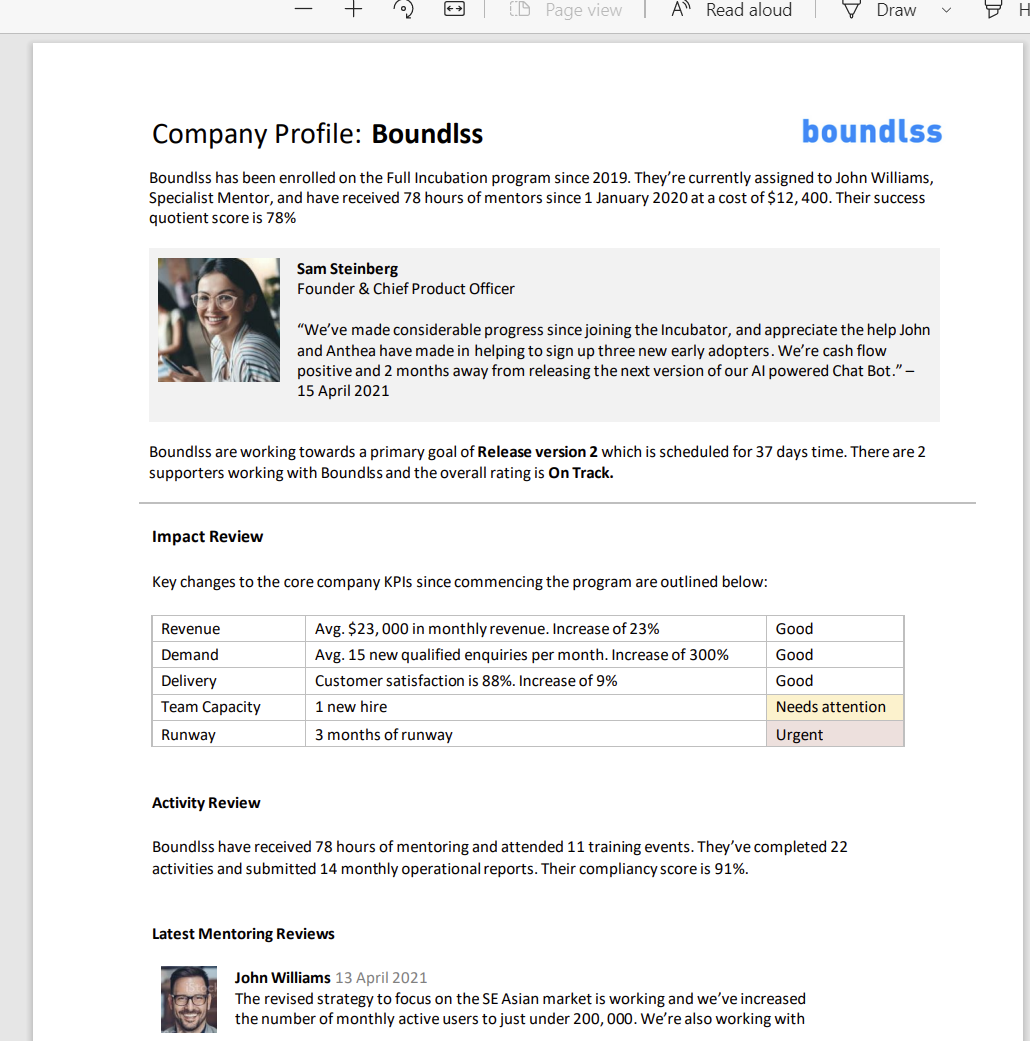 Page view
Read aloud
Draw
H
Company Profile: Boundlss
boundlss
Boundlss has been enrolled on the Full Incubation program since 2019. They’re currently assigned to John Williams,
Specialist Mentor, and have received 78 hours of mentors since 1 January 2020 at a cost of $12, 400. Their success
quotient score is 78%
Sam Steinberg
Founder & Chief Product Officer
“We’ve made considerable progress since joining the Incubator, and appreciate the help John
and Anthea have made in helping to sign up three new early adopters. We’re cash flow
positive and 2 months away from releasing the next version of our AI powered Chat Bot.” –
15 April 2021
Boundlss are working towards a primary goal of Release version 2 which is scheduled for 37 days time. There are 2
supporters working with Boundlss and the overall rating is On Track.
Impact Review
Key changes to the core company KPIs since commencing the program are outlined below:
Revenue Avg. $23, 000 in monthly revenue. Increase of 23% Good
Demand Avg. 15 new qualified enquiries per month. Increase of 300% Good
Delivery Customer satisfaction is 88%. Increase of 9% Good
Team Capacity 1 new hire Needs attention
Runway 3 months of runway Urgent
Activity Review
Boundlss have received 78 hours of mentoring and attended 11 training events. They’ve completed 22
activities and submitted 14 monthly operational reports. Their compliancy score is 91%.
Latest Mentoring Reviews
John Williams 13 April 2021
The revised strategy to focus on the SE Asian market is working and we’ve increased
the number of monthly active users to just under 200, 000. We’re also working with